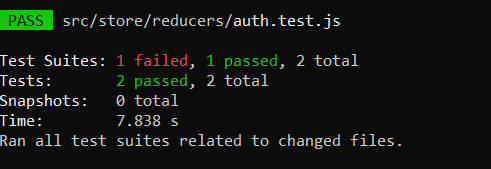 PASS src/store/reducers/auth.test.js
Test Suites: 1 failed, 1 passed, 2 total
Tests: 2 passed, 2 total
Snapshots: 0 total
Time: 7.838 s
Ran all test suites related to changed files.